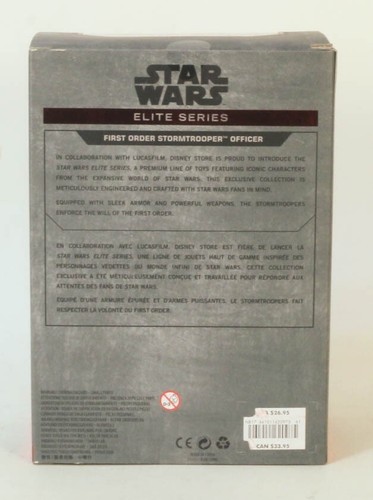 STAR
WARS
ELITE SERIES
FIRST ORDER STORMTROOPER™ OFFICER
IN COLLABORATION WITH LUCASFILM, DISNEY STORE IS PROUD TO INTRODUCE THE
STAR WARS ELITE SERIES, A PREMIUM LINE OF TOYS FEATURING ICONIC CHARACTERS
FROM THE EXPANSIVE WORLD OF STAR WARS. THIS EXCLUSIVE COLLECTION IS
METICULOUSLY ENGINEERED AND CRAFTED WITH STAR WARS FANS IN MIND.
EQUIPPED WITH SLEEK ARMOR AND POWERFUL WEAPONS, THE STORMTROOPERS
ENFORCE THE WILL OF THE FIRST ORDER.
EN COLLABORATION AVEC LUCASFILM, DISNEY STORE EST FIÈRE DE LANCER LA
STAR WARS ELITE SERIES, UNE LIGNE DE JOUETS HAUT DE GAMME INSPIRÉE DES
PERSONNAGES VEDETTES DU MONDE INFINI DE STAR WARS. CETTE COLLECTION
EXCLUSIVE A ÉTÉ MÉTICULEUSEMENT CONÇUE ET TRAVAILLÉE POUR RÉPONDRE AUX
ATTENTES DES FANS DE STAR WARS.
ÉQUIPÉ D'UNE ARMURE ÉPURÉE ET D'ARMES PUISSANTES, LE STORMTROOPERS FAIT
RESPECTER LA VOLONTÉ DU FIRST ORDER.
0-3
CE
$26.95
CAN $32.95